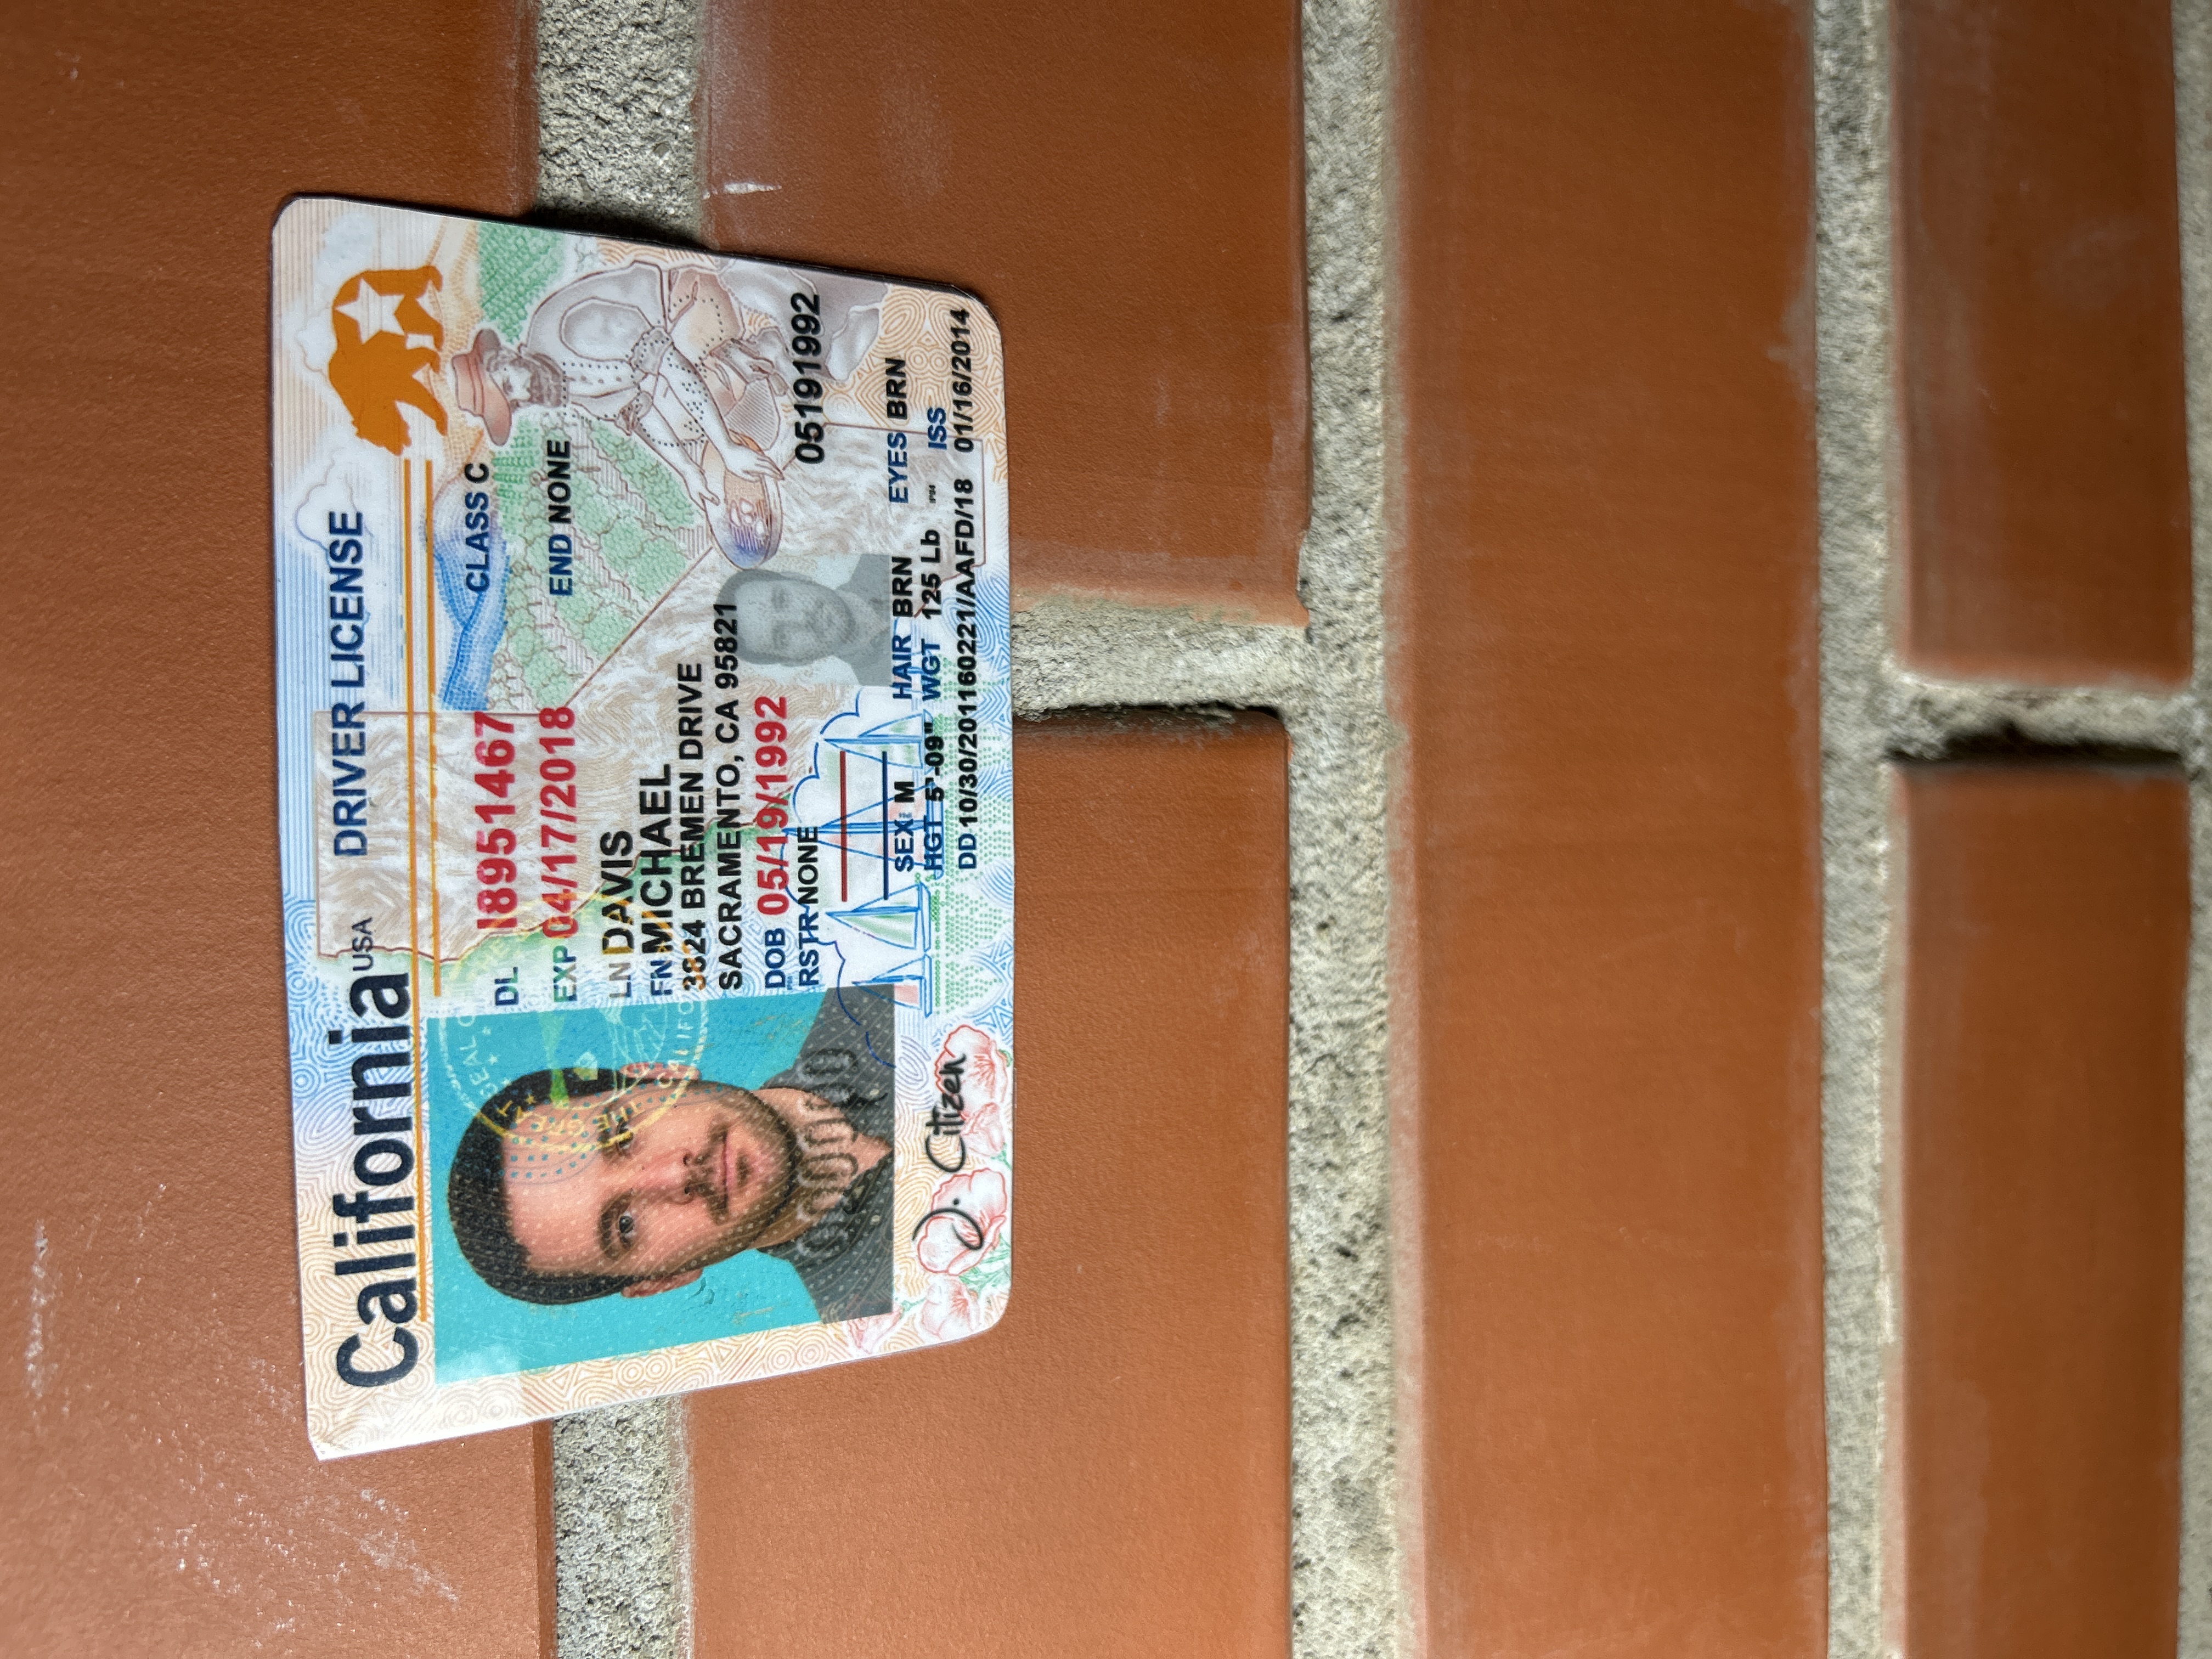 California USA DRIVER LICENSE
DL I8951467 CLASS C
EXP 04/17/2018 END NONE
LN DAVIS
FN MICHAEL
3824 BREMEN DRIVE
SACRAMENTO, CA 95821
DOB 05/19/1992
RSTR NONE 05191992
SEX M HAIR BRN EYES BRN
HGT 5'-09" WGT 125 Lb ISS
DD 10/30/201160221/AAFD/18 01/16/2014
J. Citizen